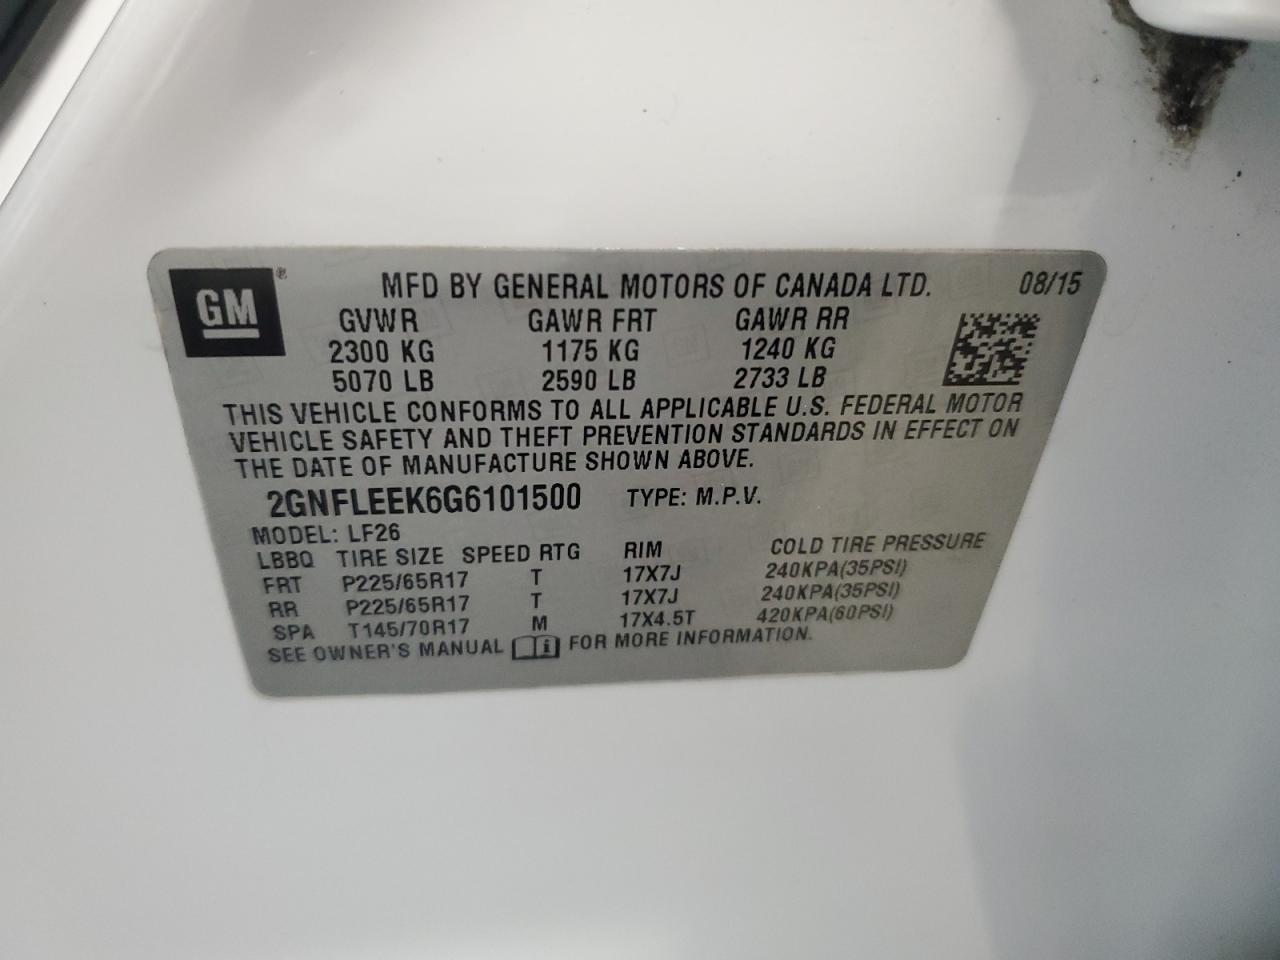 GM ®
MFD BY GENERAL MOTORS OF CANADA LTD. 08/15
GVWR GAWR FRT GAWR RR
2300 KG 1175 KG 1240 KG
5070 LB 2590 LB 2733 LB
THIS VEHICLE CONFORMS TO ALL APPLICABLE U.S. FEDERAL MOTOR
VEHICLE SAFETY AND THEFT PREVENTION STANDARDS IN EFFECT ON
THE DATE OF MANUFACTURE SHOWN ABOVE.
2GNFLEEK6G6101500 TYPE: M.P.V.
MODEL: LF26
LBBQ TIRE SIZE SPEED RTG RIM COLD TIRE PRESSURE
FRT P225/65R17 T 17X7J 240KPA(35PSI)
RR P225/65R17 T 17X7J 240KPA(35PSI)
SPA T145/70R17 M 17X4.5T 420KPA(60PSI)
SEE OWNER'S MANUAL i FOR MORE INFORMATION.